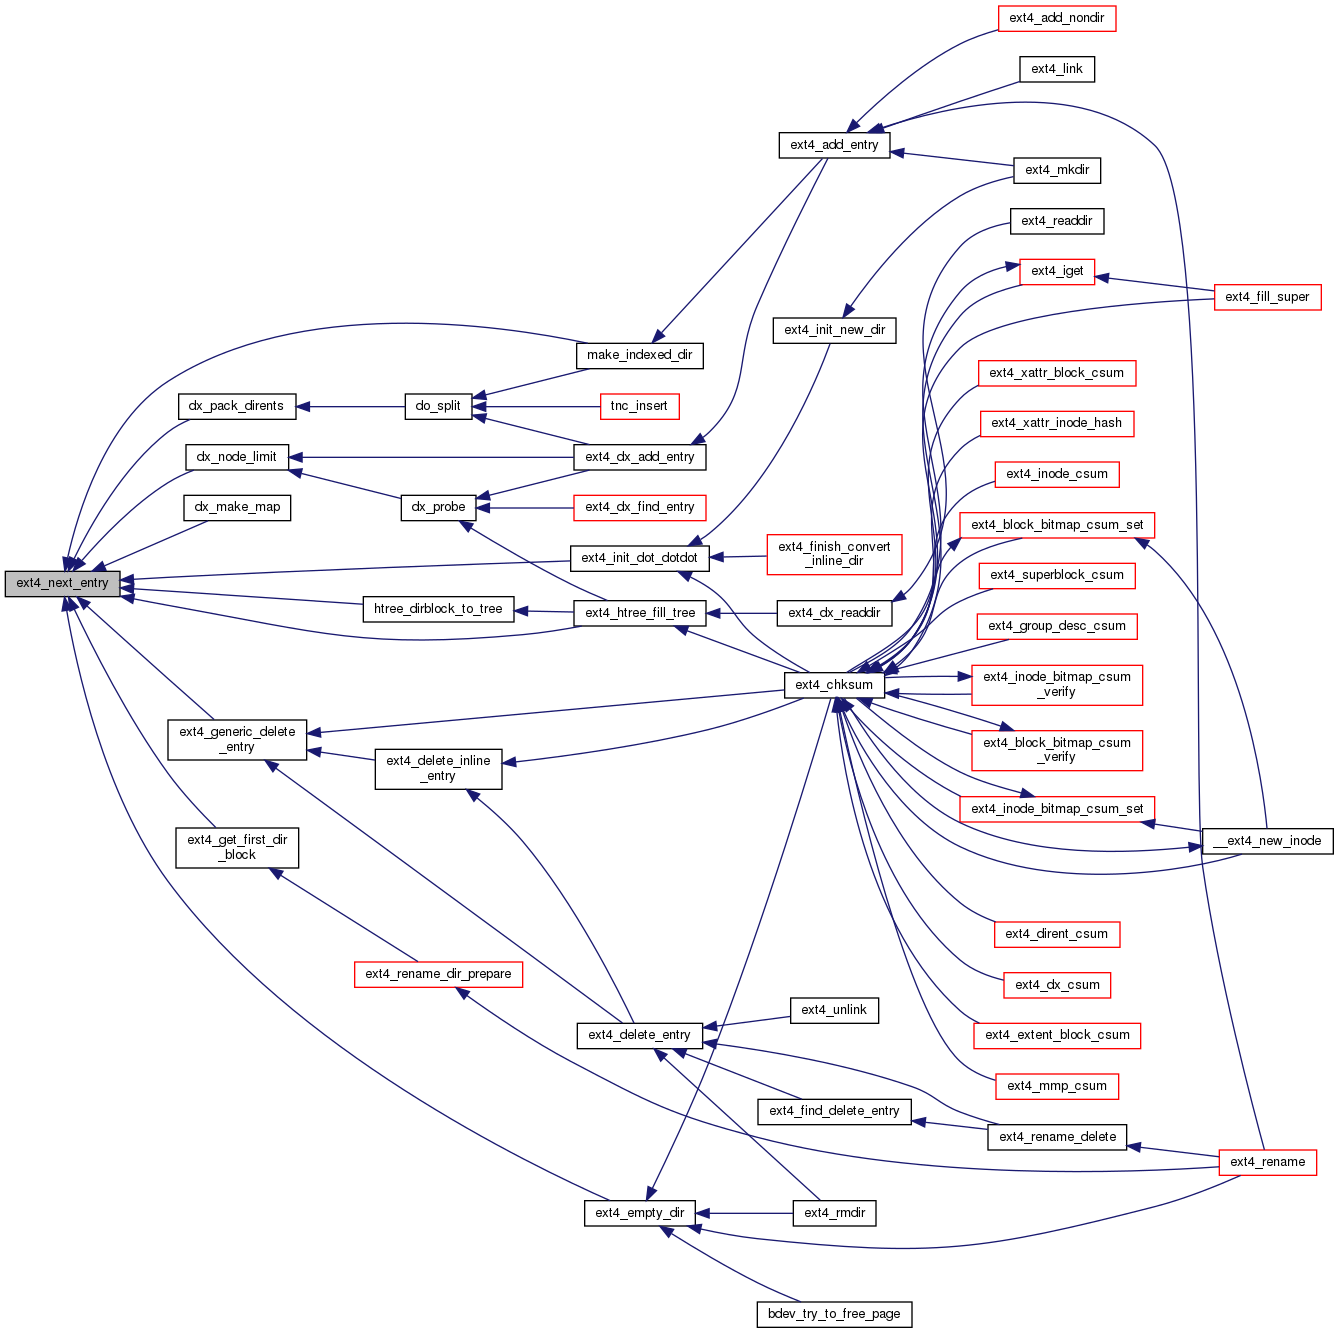 ext4_add_nondir
ext4_link
ext4_add_entry
ext4_mkdir
ext4_readdir
ext4_iget
ext4_fill_super
ext4_init_new_dir
make_indexed_dir
ext4_xattr_block_csum
dx_pack_dirents
do_split
tnc_insert
ext4_xattr_inode_hash
dx_node_limit
ext4_dx_add_entry
ext4_inode_csum
dx_make_map
dx_probe
ext4_dx_find_entry
ext4_block_bitmap_csum_set
ext4_init_dot_dotdot
ext4_finish_convert
_inline_dir
ext4_next_entry
ext4_superblock_csum
htree_dirblock_to_tree
ext4_htree_fill_tree
ext4_dx_readdir
ext4_group_desc_csum
ext4_chksum
ext4_inode_bitmap_csum
_verify
ext4_generic_delete
_entry
ext4_block_bitmap_csum
_verify
ext4_delete_inline
_entry
ext4_inode_bitmap_csum_set
ext4_get_first_dir
_block
__ext4_new_inode
ext4_dirent_csum
ext4_rename_dir_prepare
ext4_dx_csum
ext4_unlink
ext4_delete_entry
ext4_extent_block_csum
ext4_mmp_csum
ext4_find_delete_entry
ext4_rename_delete
ext4_rename
ext4_empty_dir
ext4_rmdir
bdev_try_to_free_page